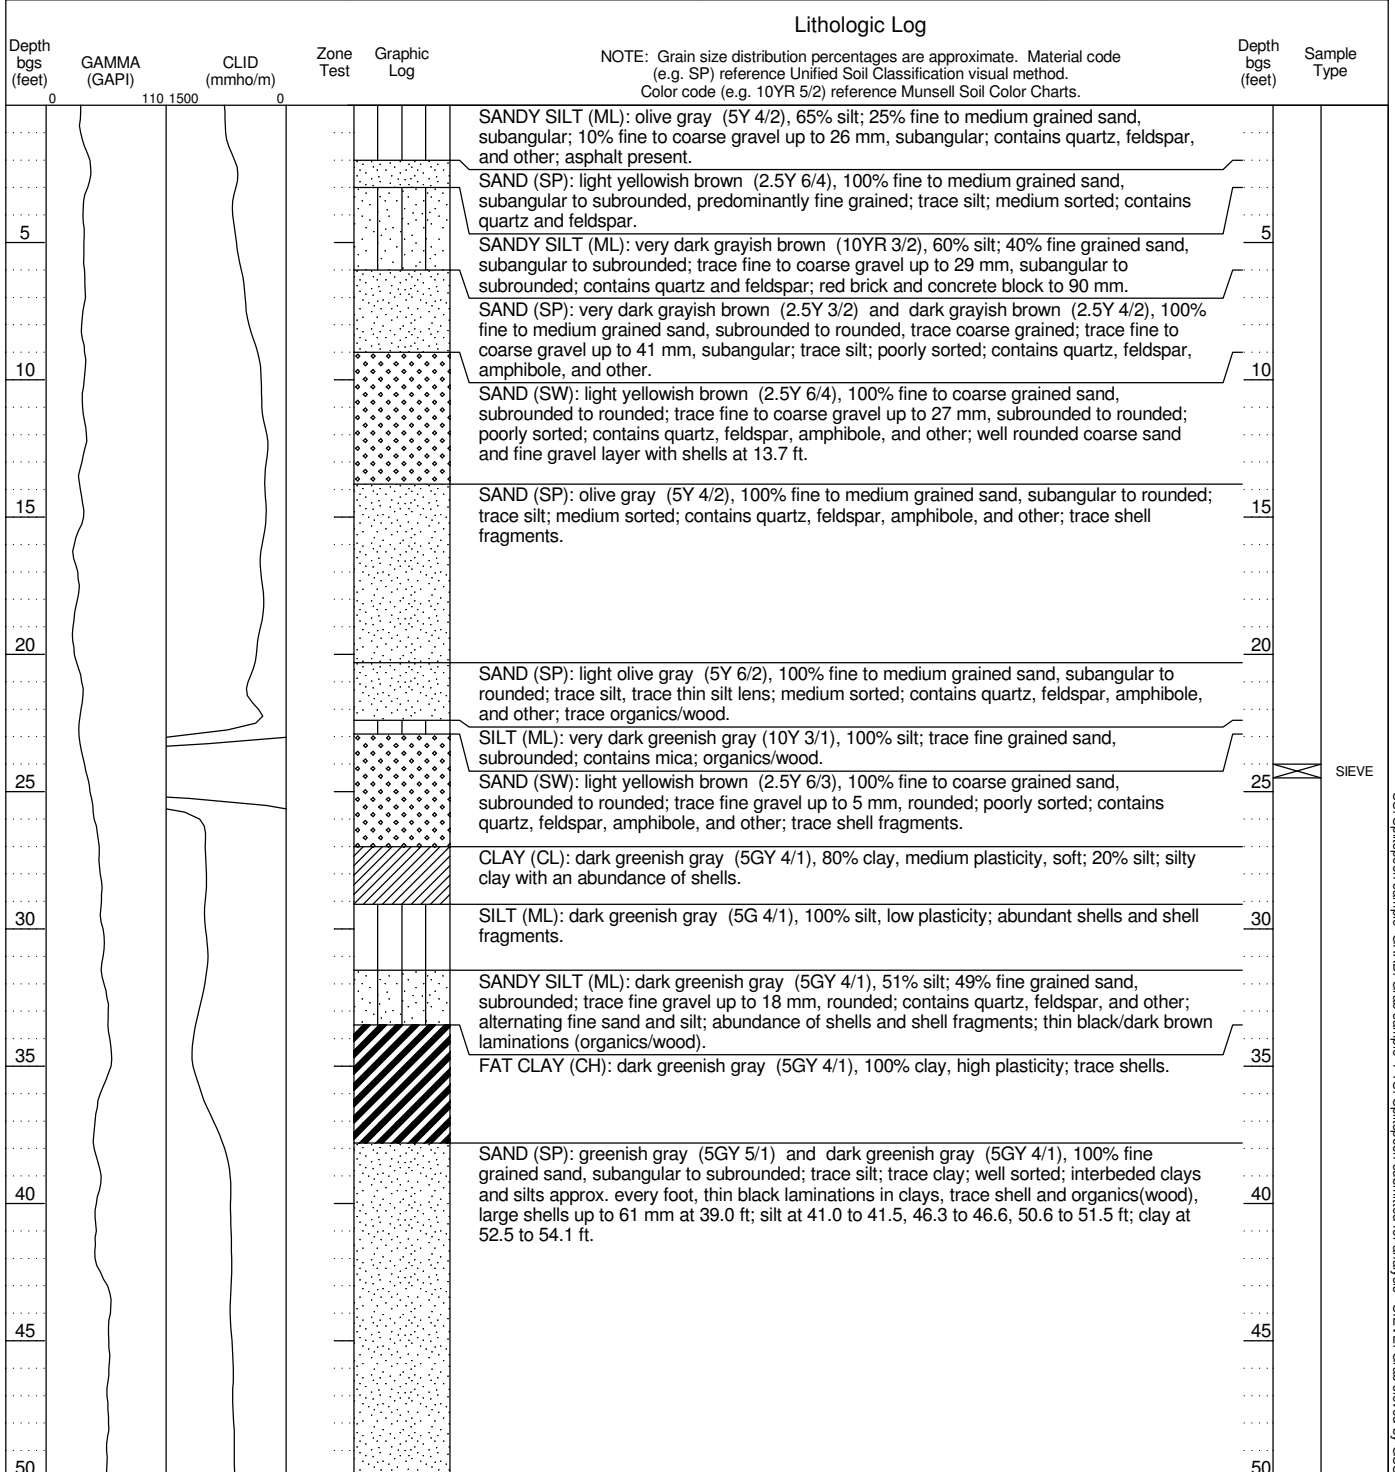 Lithologic Log
Depth
bgs
(feet)
GAMMA
(GAPI)
CLID
(mmho/m)
Zone
Test
Graphic
Log
NOTE: Grain size distribution percentages are approximate. Material code
(e.g. SP) reference Unified Soil Classification visual method.
Color code (e.g. 10YR 5/2) reference Munsell Soil Color Charts.
Depth
bgs
(feet)
Sample
Type
0
110
1500
0
SANDY SILT (ML): olive gray (5Y 4/2), 65% silt; 25% fine to medium grained sand,
subangular; 10% fine to coarse gravel up to 26 mm, subangular; contains quartz, feldspar,
and other; asphalt present.
SAND (SP): light yellowish brown (2.5Y 6/4), 100% fine to medium grained sand,
subangular to subrounded, predominantly fine grained; trace silt; medium sorted; contains
quartz and feldspar.
5
5
SANDY SILT (ML): very dark grayish brown (10YR 3/2), 60% silt; 40% fine grained sand,
subangular to subrounded; trace fine to coarse gravel up to 29 mm, subangular to
subrounded; contains quartz and feldspar; red brick and concrete block to 90 mm.
SAND (SP): very dark grayish brown (2.5Y 3/2) and dark grayish brown (2.5Y 4/2), 100%
fine to medium grained sand, subrounded to rounded, trace coarse grained; trace fine to
coarse gravel up to 41 mm, subangular; trace silt; poorly sorted; contains quartz, feldspar,
amphibole, and other.
10
10
SAND (SW): light yellowish brown (2.5Y 6/4), 100% fine to coarse grained sand,
subrounded to rounded; trace fine to coarse gravel up to 27 mm, subrounded to rounded;
poorly sorted; contains quartz, feldspar, amphibole, and other; well rounded coarse sand
and fine gravel layer with shells at 13.7 ft.
SAND (SP): olive gray (5Y 4/2), 100% fine to medium grained sand, subangular to rounded;
trace silt; medium sorted; contains quartz, feldspar, amphibole, and other; trace shell
fragments.
15
15
20
20
SAND (SP): light olive gray (5Y 6/2), 100% fine to medium grained sand, subangular to
rounded; trace silt, trace thin silt lens; medium sorted; contains quartz, feldspar, amphibole,
and other; trace organics/wood.
SILT (ML): very dark greenish gray (10Y 3/1), 100% silt; trace fine grained sand,
subrounded; contains mica; organics/wood.
SIEVE
25
25
SAND (SW): light yellowish brown (2.5Y 6/3), 100% fine to coarse grained sand,
subrounded to rounded; trace fine gravel up to 5 mm, rounded; poorly sorted; contains
quartz, feldspar, amphibole, and other; trace shell fragments.
CLAY (CL): dark greenish gray (5GY 4/1), 80% clay, medium plasticity, soft; 20% silt; silty
clay with an abundance of shells.
30
30
SILT (ML): dark greenish gray (5G 4/1), 100% silt, low plasticity; abundant shells and shell
fragments.
SANDY SILT (ML): dark greenish gray (5GY 4/1), 51% silt; 49% fine grained sand,
subrounded; trace fine gravel up to 18 mm, rounded; contains quartz, feldspar, and other;
alternating fine sand and silt; abundance of shells and shell fragments; thin black/dark brown
laminations (organics/wood).
35
35
FAT CLAY (CH): dark greenish gray (5GY 4/1), 100% clay, high plasticity; trace shells.
SAND (SP): greenish gray (5GY 5/1) and dark greenish gray (5GY 4/1), 100% fine
grained sand, subangular to subrounded; trace silt; trace clay; well sorted; interbeded clays
and silts approx. every foot, thin black laminations in clays, trace shell and organics(wood),
large shells up to 61 mm at 39.0 ft; silt at 41.0 to 41.5, 46.3 to 46.6, 50.6 to 51.5 ft; clay at
52.5 to 54.1 ft.
40
40
45
45
50
50